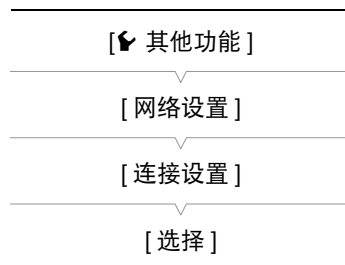 [ 其他功能 ]
[ 网络设置 ]
[ 连接设置 ]
[ 选择 ]